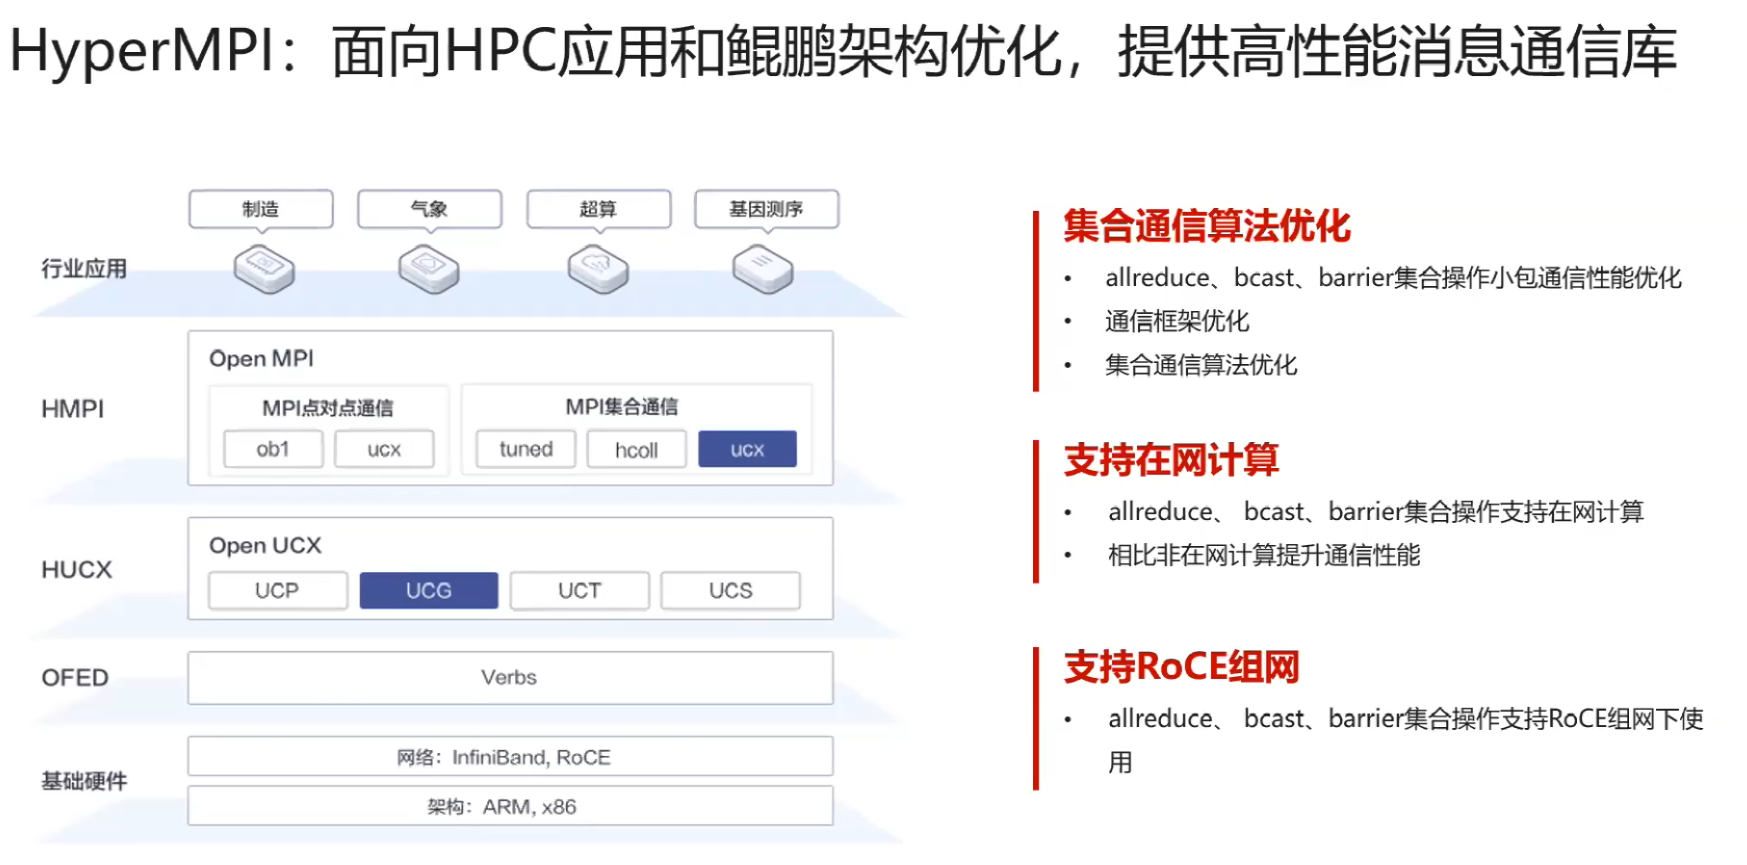 HyperMPI：面向HPC应用和鲲鹏架构优化，提供高性能消息通信库
制造
气象
超算
基因测序
行业应用
HMPI
Open MPI
MPI点对点通信
ob1
ucx
MPI集合通信
tuned
hcoll
ucx
HUCX
Open UCX
UCP
UCG
UCT
UCS
OFED
Verbs
基础硬件
网络：InfiniBand, RoCE
架构：ARM, x86
集合通信算法优化
• allreduce、bcast、barrier集合操作小包通信性能优化
• 通信框架优化
• 集合通信算法优化
支持在网计算
• allreduce、 bcast、barrier集合操作支持在网计算
• 相比非在网计算提升通信性能
支持RoCE组网
• allreduce、 bcast、barrier集合操作支持RoCE组网下使
用